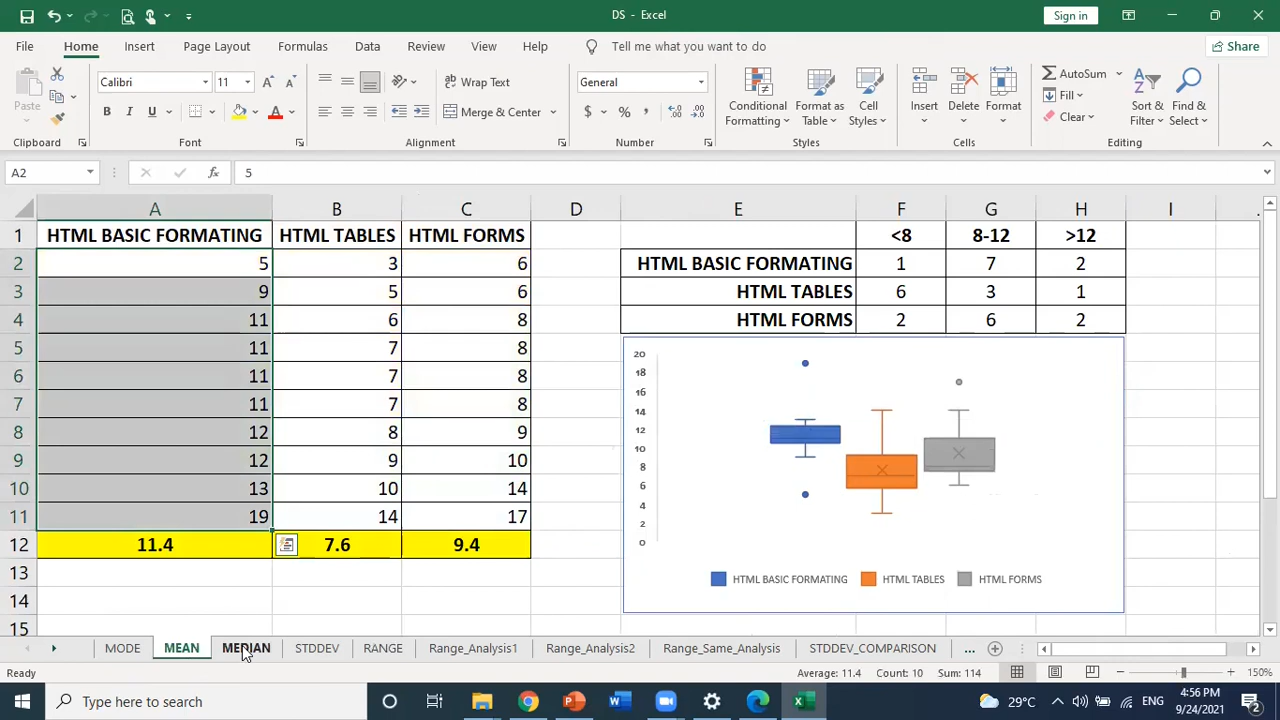 DS - Excel
Sign in
File Home Insert Page Layout Formulas Data Review View Help Tell me what you want to do Share
Paste
Calibri 11
B I U
Wrap Text
Merge & Center
General
$ % ,
Conditional Formatting
Format as Table
Cell Styles
Insert
Delete
Format
AutoSum
Fill
Clear
Sort & Filter
Find & Select
Clipboard Font Alignment Number Styles Cells Editing
A2 fx 5
A B C D E F G H I
1 HTML BASIC FORMATING HTML TABLES HTML FORMS <8 8-12 >12
2 5 3 6 HTML BASIC FORMATING 1 7 2
3 9 5 6 HTML TABLES 6 3 1
4 11 6 8 HTML FORMS 2 6 2
5 11 7 8
6 11 7 8
7 11 7 8
8 12 8 9
9 12 9 10
10 13 10 14
11 19 14 17
12 11.4 7.6 9.4
13
14
15
20
18
16
14
12
10
8
6
4
2
0
HTML BASIC FORMATING HTML TABLES HTML FORMS
MODE MEAN MEDIAN STDDEV RANGE Range_Analysis1 Range_Analysis2 Range_Same_Analysis STDDEV_COMPARISON ...
Ready Average: 11.4 Count: 10 Sum: 114 150%
Type here to search
29°C ENG
4:56 PM
9/24/2021
2